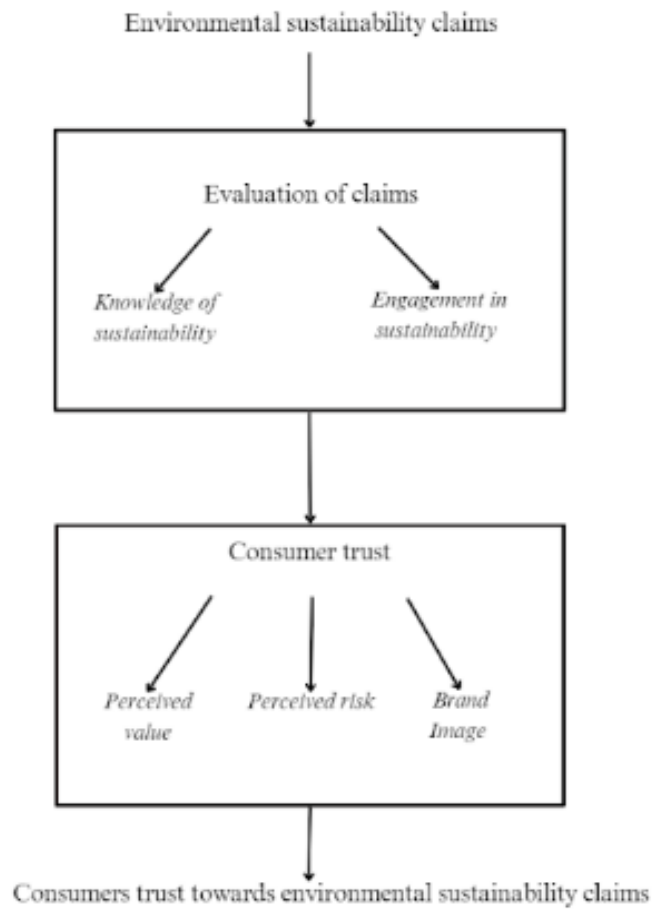 Environmental sustainability claims
Evaluation of claims
Knowledge of
sustainability
Engagement in
sustainability
Consumer trust
Perceived
value
Perceived risk
Brand
Image
Consumers trust towards environmental sustainability claims